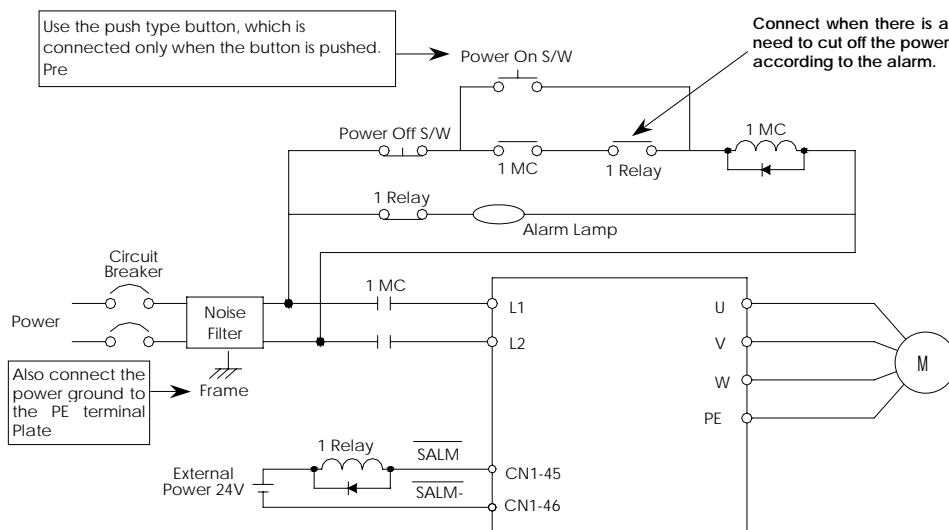 Use the push type button, which is
connected only when the button is pushed.
Pre
Connect when there is a
need to cut off the power
according to the alarm.
Power On S/W
Power Off S/W
1 MC
1 Relay
1 MC
1 Relay
Alarm Lamp
Circuit
Breaker
1 MC
Power
Noise
Filter
L1
L2
U
V
W
PE
M
Also connect the
power ground to
the PE terminal
Plate
Frame
1 Relay
SALM
CN1-45
External
Power 24V
SALM-
CN1-46